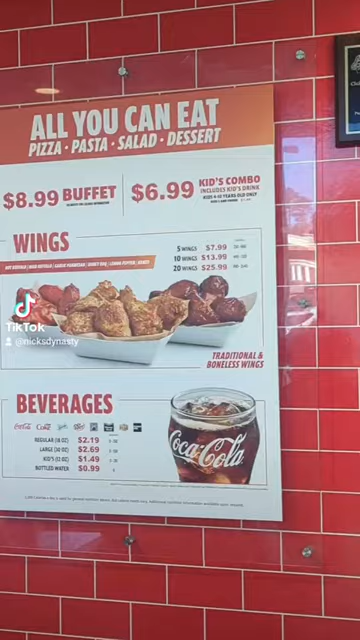 ALL YOU CAN EAT
PIZZA • PASTA • SALAD • DESSERT
$8.99 BUFFET
$6.99 KID'S COMBO
INCLUDES KID'S DRINK
KIDS 4-10 YEARS OLD ONLY
WINGS
5 WINGS $7.99
10 WINGS $13.99
20 WINGS $25.99
TikTok
@nicksdynasty
TRADITIONAL &
BONELESS WINGS
BEVERAGES
Coca-Cola
REGULAR (18 OZ) $2.19
LARGE (30 OZ) $2.69
KID'S (12 OZ) $1.49
BOTTLED WATER $0.99